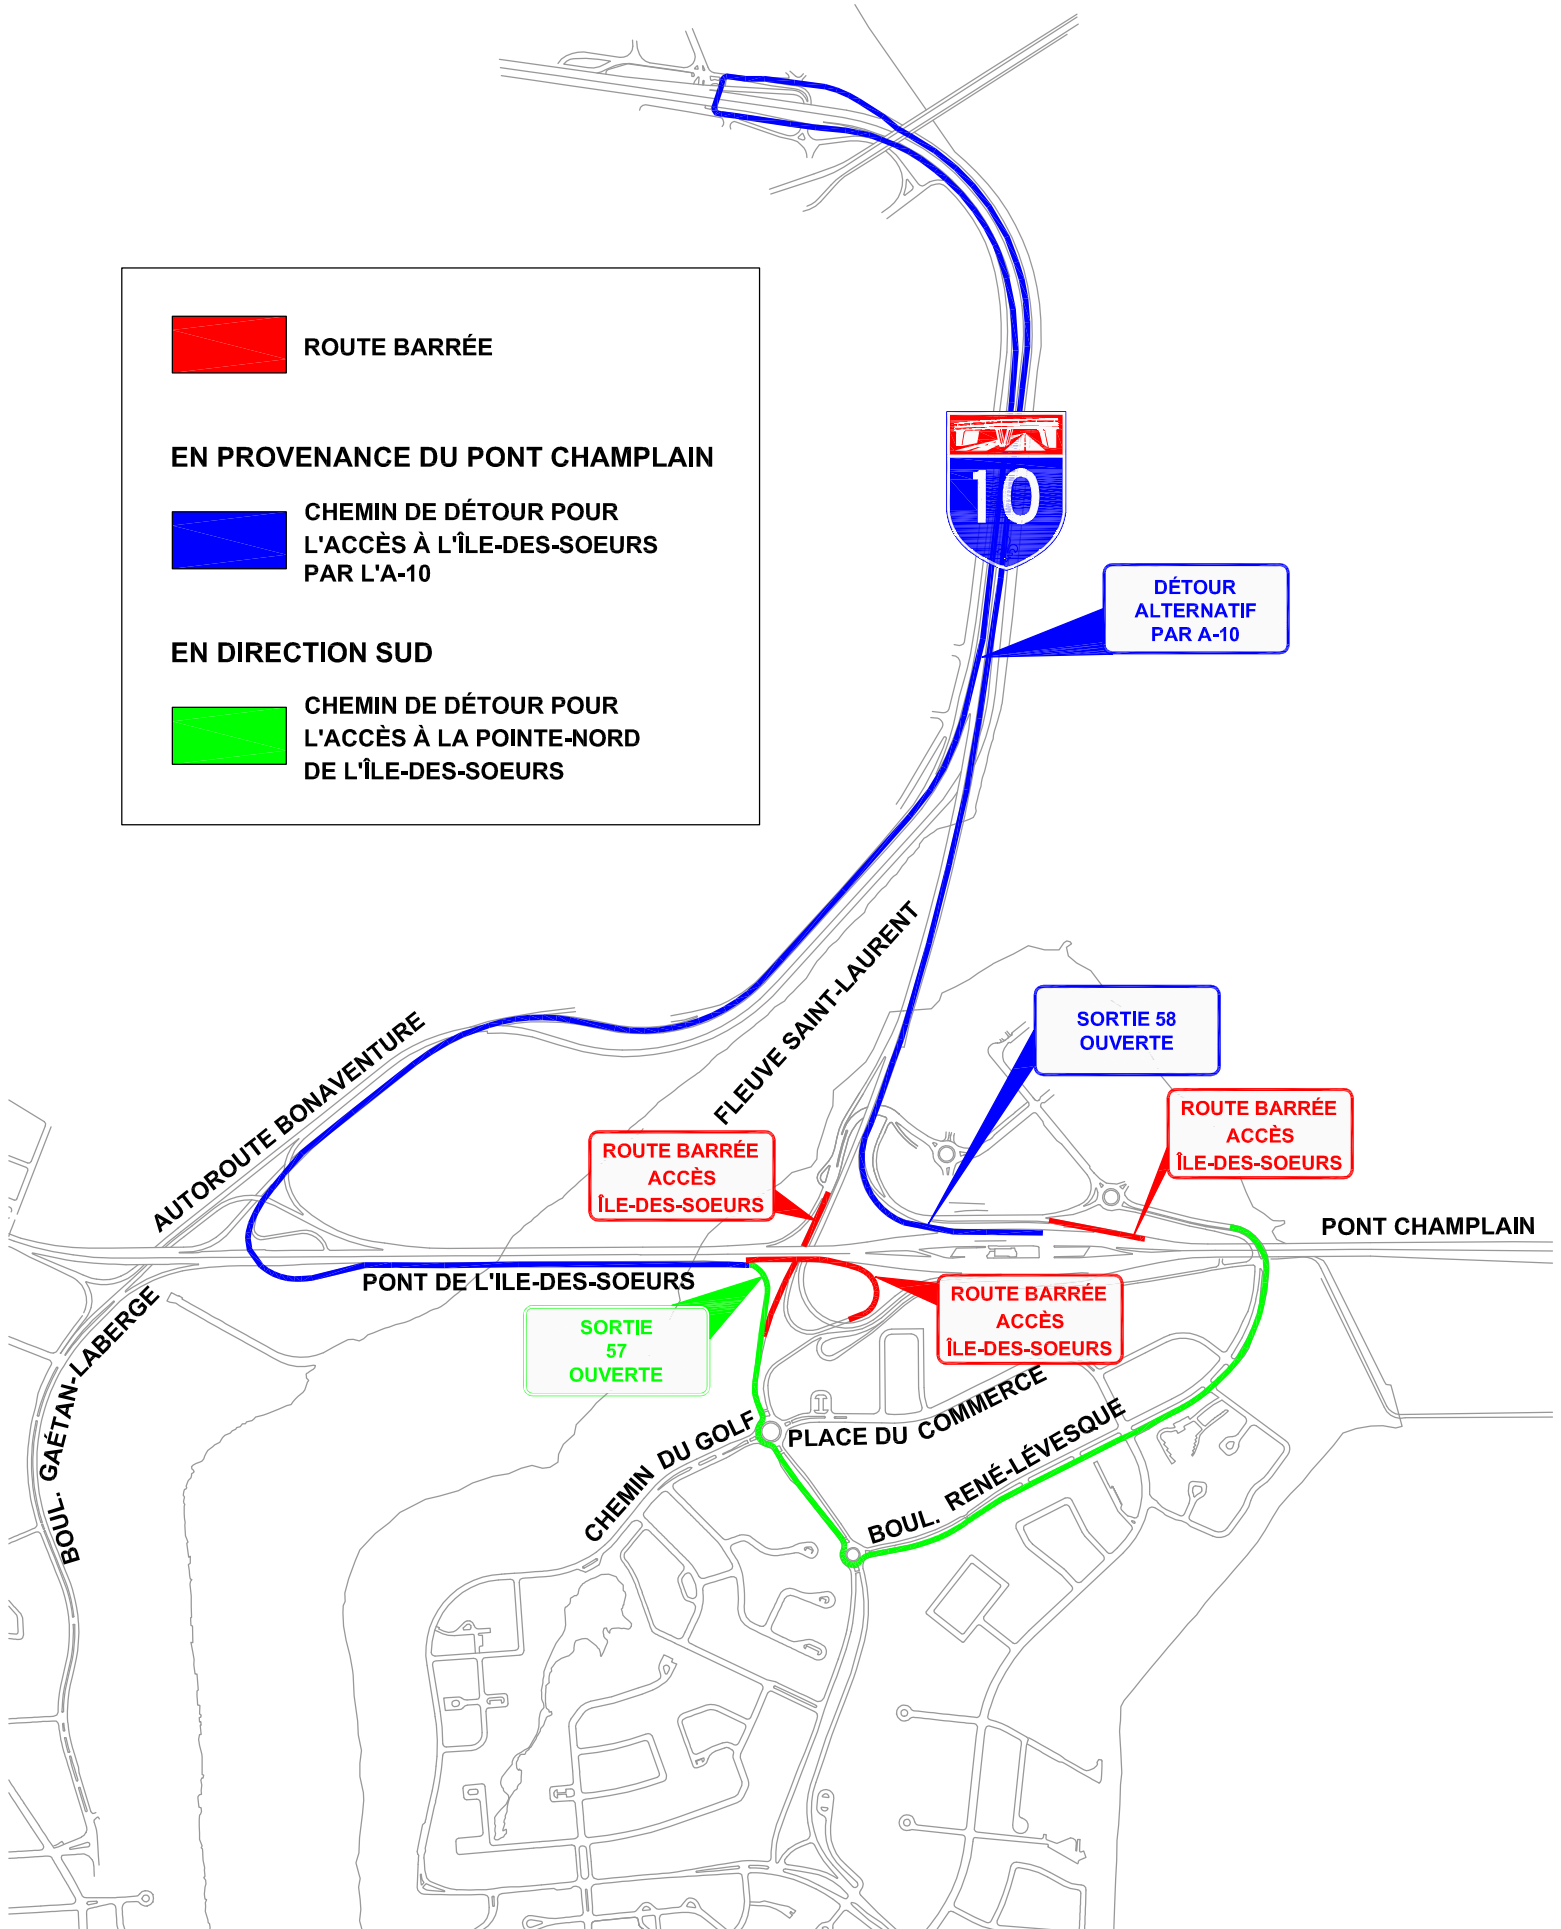 ROUTE BARRÉE
EN PROVENANCE DU PONT CHAMPLAIN
CHEMIN DE DÉTOUR POUR
L'ACCÈS À L'ÎLE-DES-SOEURS
PAR L'A-10
EN DIRECTION SUD
CHEMIN DE DÉTOUR POUR
L'ACCÈS À LA POINTE-NORD
DE L'ÎLE-DES-SOEURS
10
DÉTOUR
ALTERNATIF
PAR A-10
FLEUVE SAINT-LAURENT
AUTOROUTE BONAVENTURE
SORTIE 58
OUVERTE
ROUTE BARRÉE
ACCÈS
ÎLE-DES-SOEURS
ROUTE BARRÉE
ACCÈS
ÎLE-DES-SOEURS
PONT CHAMPLAIN
PONT DE L'ILE-DES-SOEURS
ROUTE BARRÉE
ACCÈS
ÎLE-DES-SOEURS
SORTIE
57
OUVERTE
BOUL. GAÉTAN-LABERGE
CHEMIN DU GOLF
PLACE DU COMMERCE
BOUL. RENÉ-LÉVESQUE